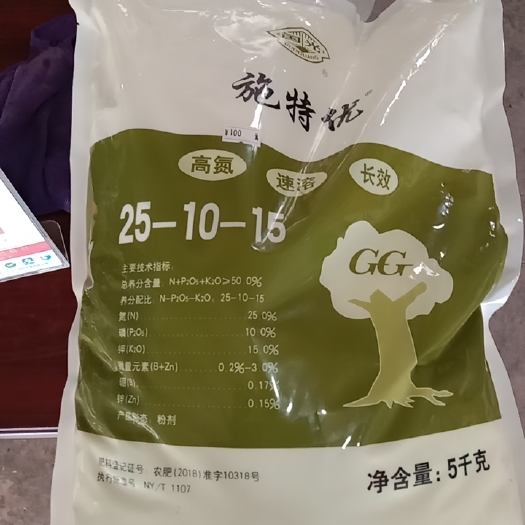 施特优
¥100
高氮
速溶
长效
25-10-15
GG
主要技术指标:
总养分含量: N+P₂O₅+K₂O≥50.0%
养分配比: N-P₂O₅-K₂O, 25-10-15
氮(N) 25.0%
磷(P₂O₅) 10.0%
钾(K₂O) 15.0%
微量元素(B+Zn) 0.2%-3.0%
硼(B) 0.1%
锌(Zn) 0.15%
产品形态: 粉剂
肥料登记证号: 农肥(2018)准字10318号
执行标准号: NY/T 1107
净含量: 5千克